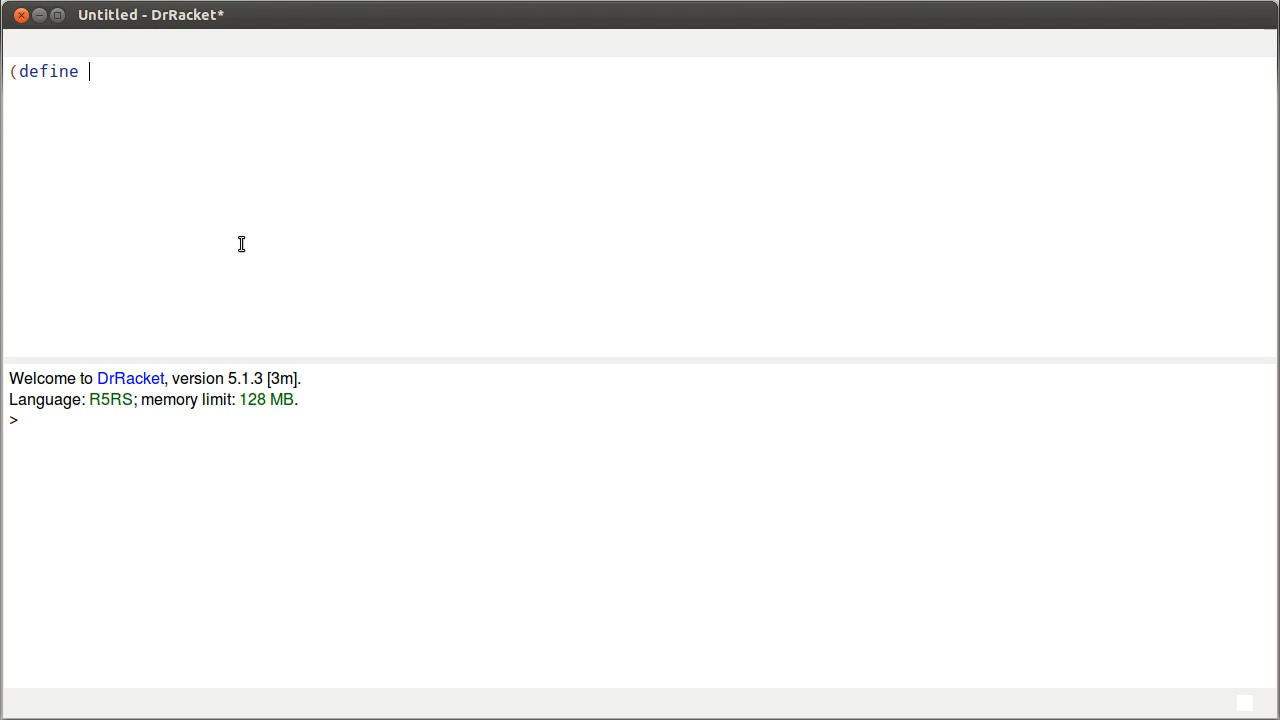 Untitled - DrRacket*
(define
Welcome to DrRacket, version 5.1.3 [3m].
Language: R5RS; memory limit: 128 MB.
>